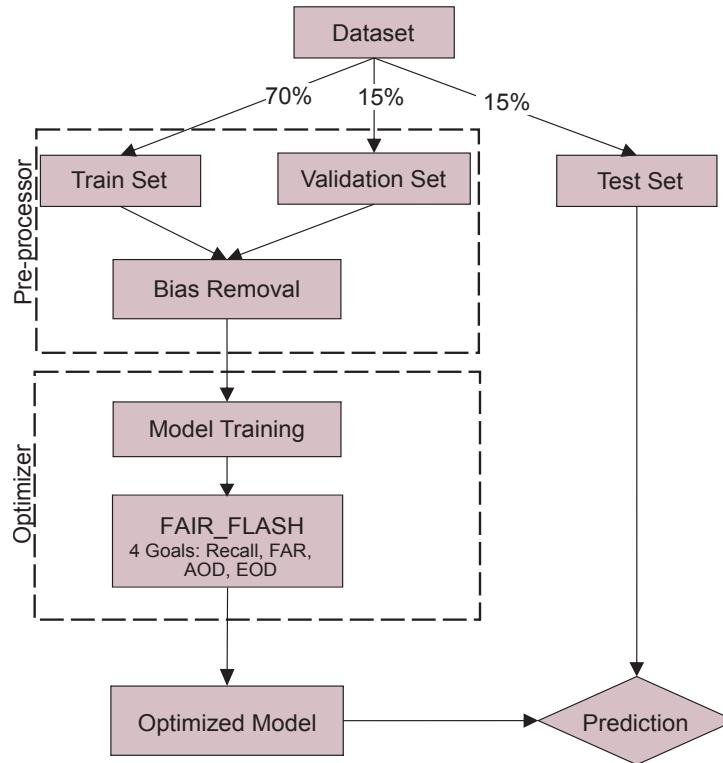 Dataset
70%
15%
15%
Pre-processor
Train Set
Validation Set
Test Set
Bias Removal
Optimizer
Model Training
FAIR_FLASH
4 Goals: Recall, FAR,
AOD, EOD
Optimized Model
Prediction